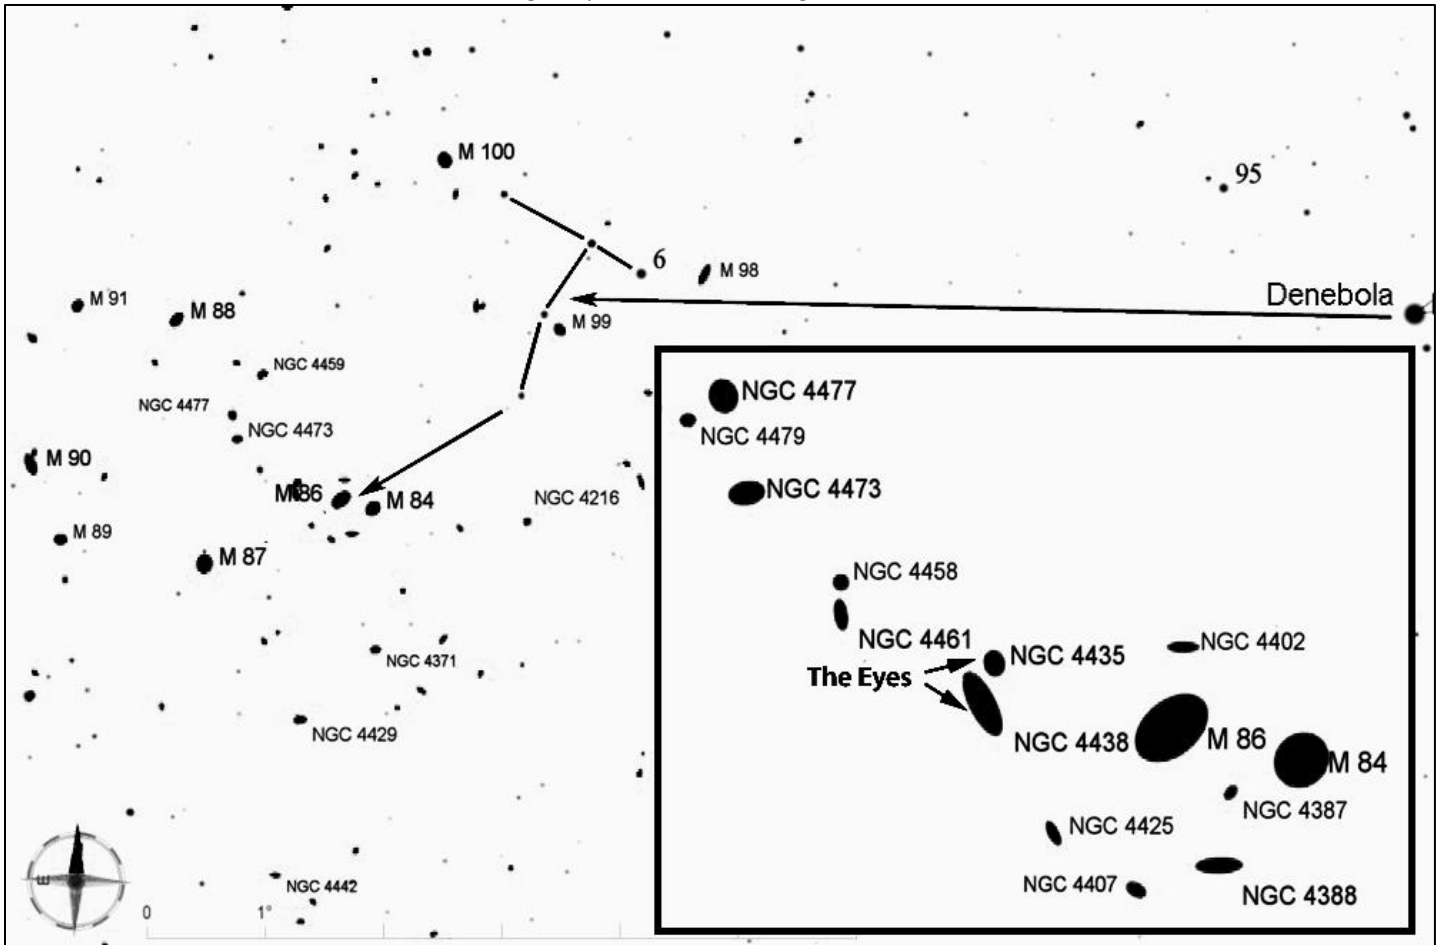 M 100
95
6
M 98
M 91
M 88
Denebola
M 99
NGC 4459
NGC 4477
NGC 4473
M 90
M 86
M 84
NGC 4216
M 89
M 87
NGC 4371
NGC 4429
NGC 4442
E
0
1°
NGC 4477
NGC 4479
NGC 4473
NGC 4458
NGC 4461
NGC 4435
NGC 4402
The Eyes
NGC 4438
M 86
M 84
NGC 4387
NGC 4425
NGC 4407
NGC 4388